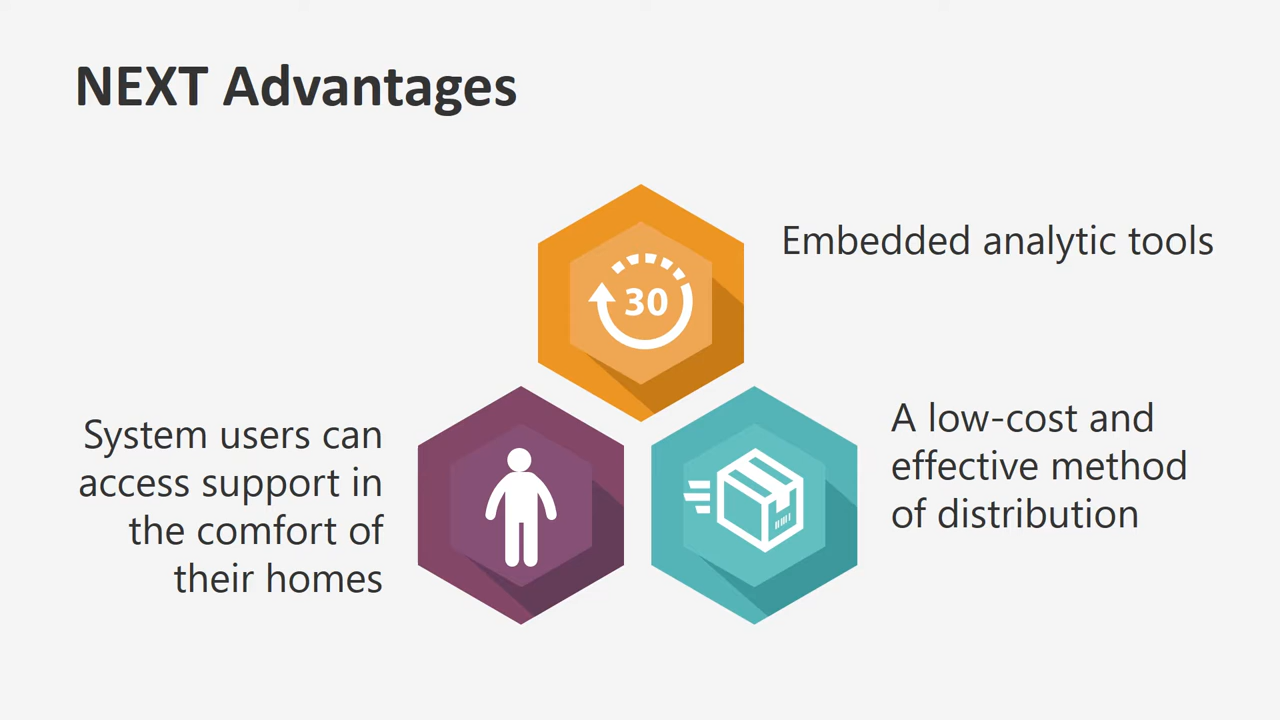 NEXT Advantages
Embedded analytic tools
30
System users can
access support in
the comfort of
their homes
A low-cost and
effective method
of distribution